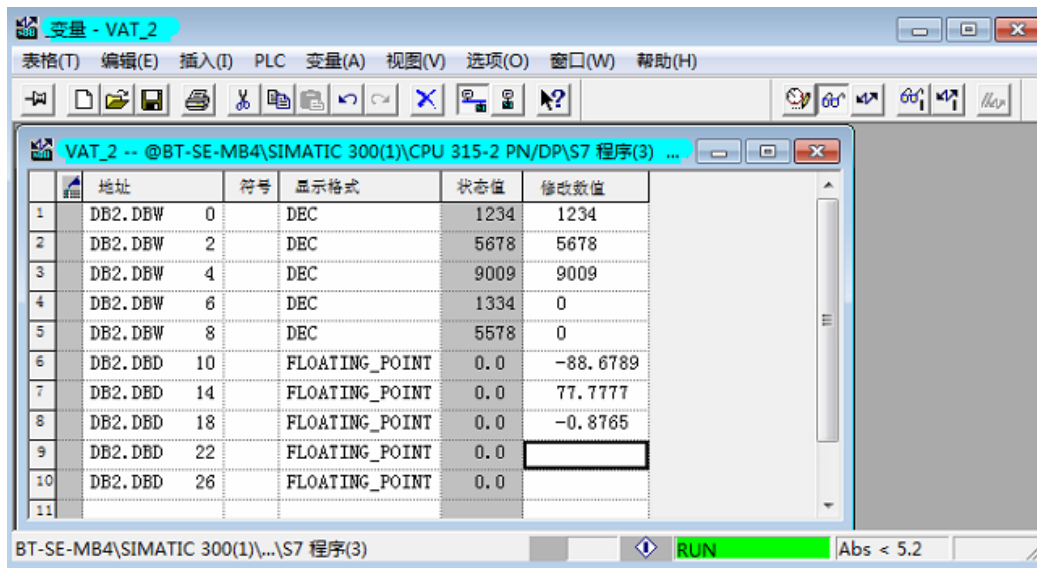 变量 - VAT_2
表格(T) 编辑(E) 插入(I) PLC 变量(A) 视图(V) 选项(O) 窗口(W) 帮助(H)
VAT_2 -- @BT-SE-MB4\SIMATIC 300(1)\CPU 315-2 PN/DP\S7 程序(3) ...
地址 符号 显示格式 状态值 修改数值
1 DB2.DBW 0 DEC 1234 1234
2 DB2.DBW 2 DEC 5678 5678
3 DB2.DBW 4 DEC 9009 9009
4 DB2.DBW 6 DEC 1334 0
5 DB2.DBW 8 DEC 5578 0
6 DB2.DBD 10 FLOATING_POINT 0.0 -88.6789
7 DB2.DBD 14 FLOATING_POINT 0.0 77.7777
8 DB2.DBD 18 FLOATING_POINT 0.0 -0.8765
9 DB2.DBD 22 FLOATING_POINT 0.0
10 DB2.DBD 26 FLOATING_POINT 0.0
11
BT-SE-MB4\SIMATIC 300(1)\...\S7 程序(3) RUN Abs < 5.2